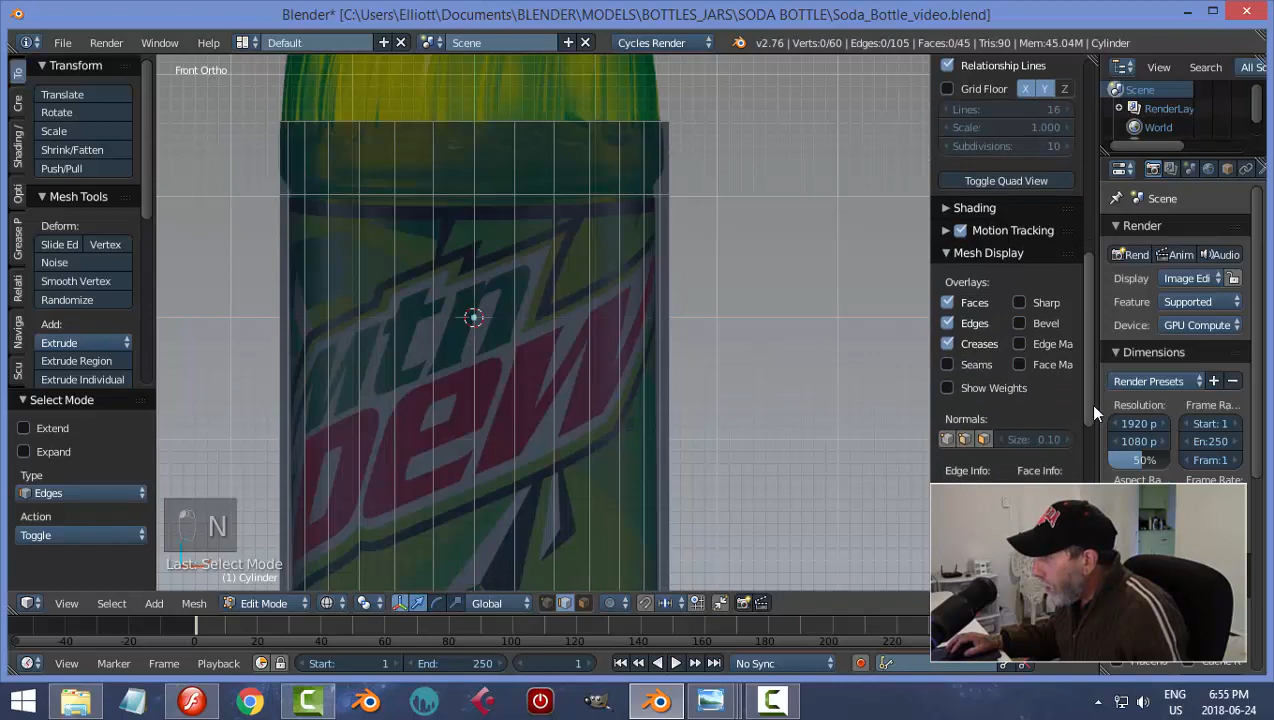 Blender* [C:\Users\Elliott\Documents\BLENDER\MODELS\BOTTLES_JARS\SODA BOTTLE\Soda_Bottle_video.blend]
File Render Window Help Default Scene Cycles Render v2.76 | Verts:0/60 | Edges:0/105 | Faces:0/45 | Tris:90 | Mem:45.04M | Cylinder
View Search All Sc
Transform
Translate
Rotate
Scale
Shrink/Fatten
Push/Pull
Mesh Tools
Deform:
Slide Ed Vertex
Noise
Smooth Vertex
Randomize
Add:
Extrude
Extrude Region
Extrude Individual
To
Cre
Shading /
Opti
Grease P
Relati
Naviga
Scu
Select Mode
Extend
Expand
Type
Edges
Action
Toggle
Front Ortho
mtn
Dew
N
Last: Select Mode
(1) Cylinder
Relationship Lines
Grid Floor X Y Z
Lines: 16
Scale: 1.000
Subdivisions: 10
Toggle Quad View
Shading
Motion Tracking
Mesh Display
Overlays:
Faces Sharp
Edges Bevel
Creases Edge Ma
Seams Face Ma
Show Weights
Normals:
Size: 0.10
Edge Info: Face Info:
Scene
RenderLay
World
Scene
Render
Rend Anim Audio
Display Image Edi
Feature Supported
Device: GPU Compute
Dimensions
Render Presets
Resolution: Frame Ra...
1920 p Start: 1
1080 p En:250
50% Fram:1
View Select Add Mesh Edit Mode Global
-40 -20 0 20 40 60 80 100 120 140 160 180 200 220
View Marker Frame Playback Start: 1 End: 250 1 No Sync
ENG
US
6:55 PM
2018-06-24